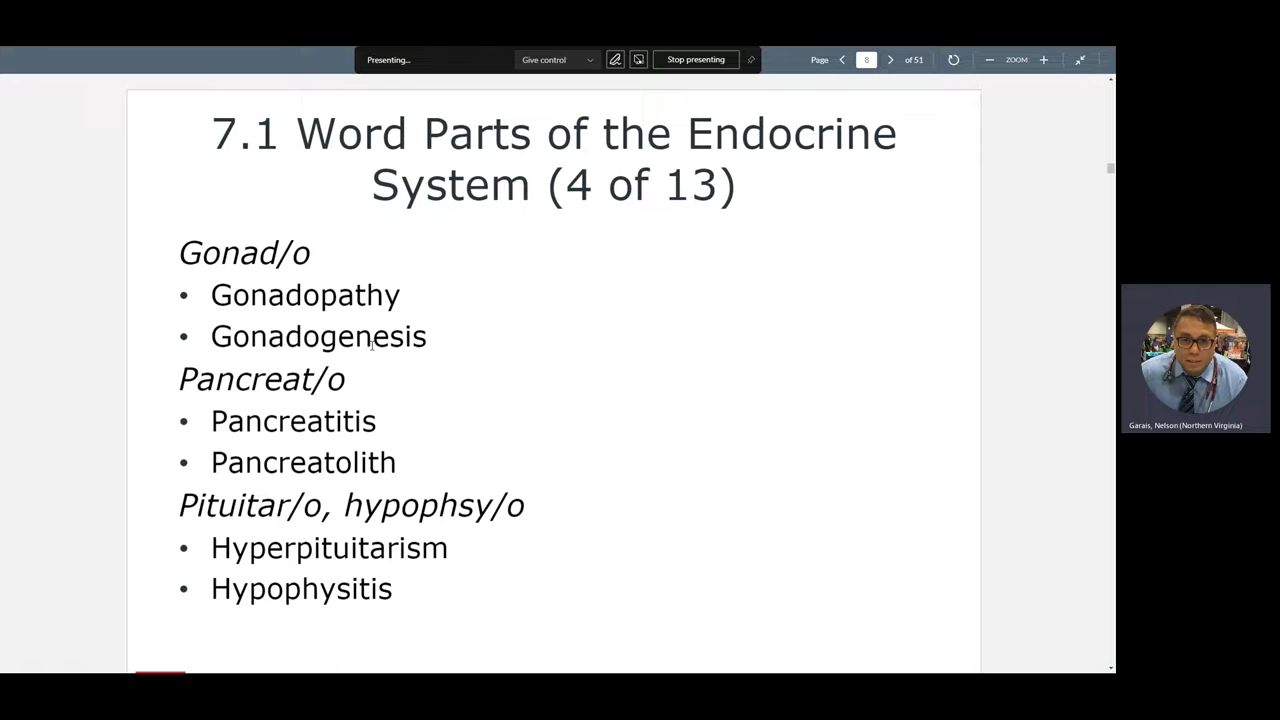 Presenting...
Give control
Stop presenting
Page
8
of 51
ZOOM
7.1 Word Parts of the Endocrine
System (4 of 13)
Gonad/o
• Gonadopathy
• Gonadogenesis
Pancreat/o
• Pancreatitis
• Pancreatolith
Pituitar/o, hypophsy/o
• Hyperpituitarism
• Hypophysitis
Garais, Nelson (Northern Virginia)